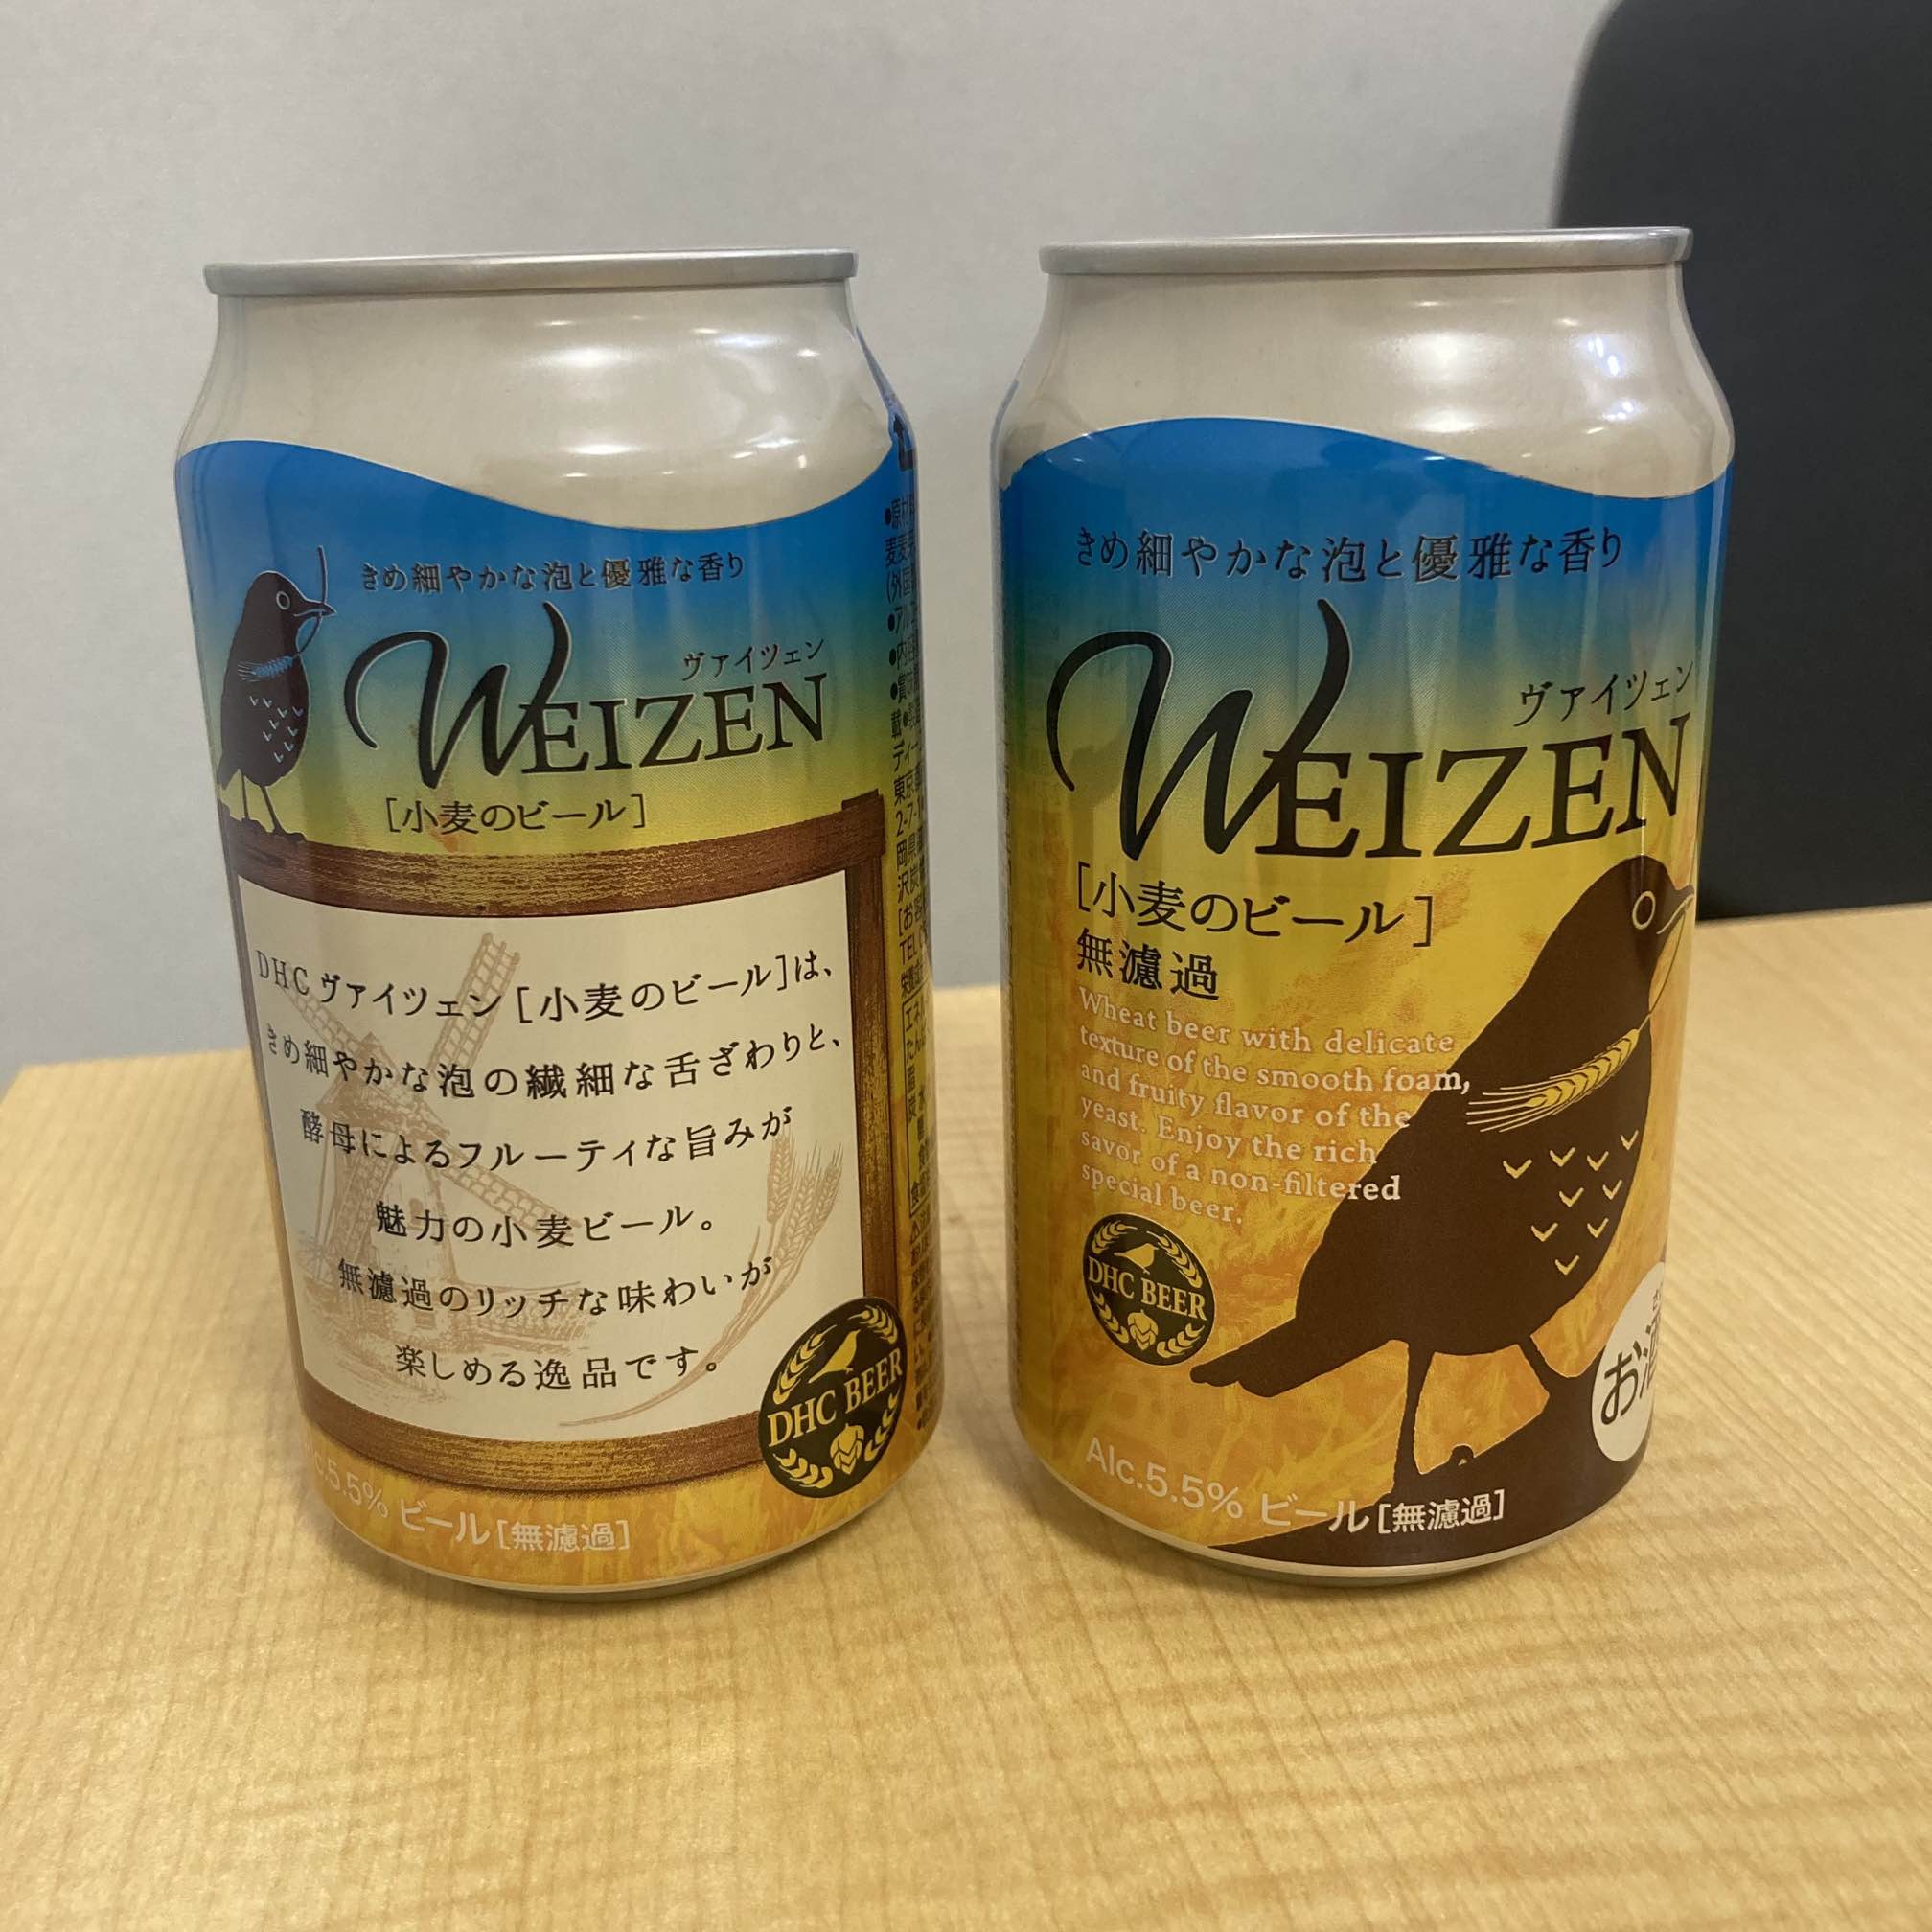 きめ細やかな泡と優雅な香り
ヴァイツェン
WEIZEN
[小麦のビール]
DHC ヴァイツェン[小麦のビール]は、
きめ細やかな泡の繊細な舌ざわりと、
酵母によるフルーティな旨みが
魅力の小麦ビール。
無濾過のリッチな味わいが
楽しめる逸品です。
DHC BEER
5.5% ビール[無濾過]
きめ細やかな泡と優雅な香り
ヴァイツェン
WEIZEN
[小麦のビール]
無濾過
Wheat beer with delicate
texture of the smooth foam,
and fruity flavor of the
yeast. Enjoy the rich
savor of a non-filtered
special beer.
DHC BEER
お酒
Alc.5.5% ビール[無濾過]